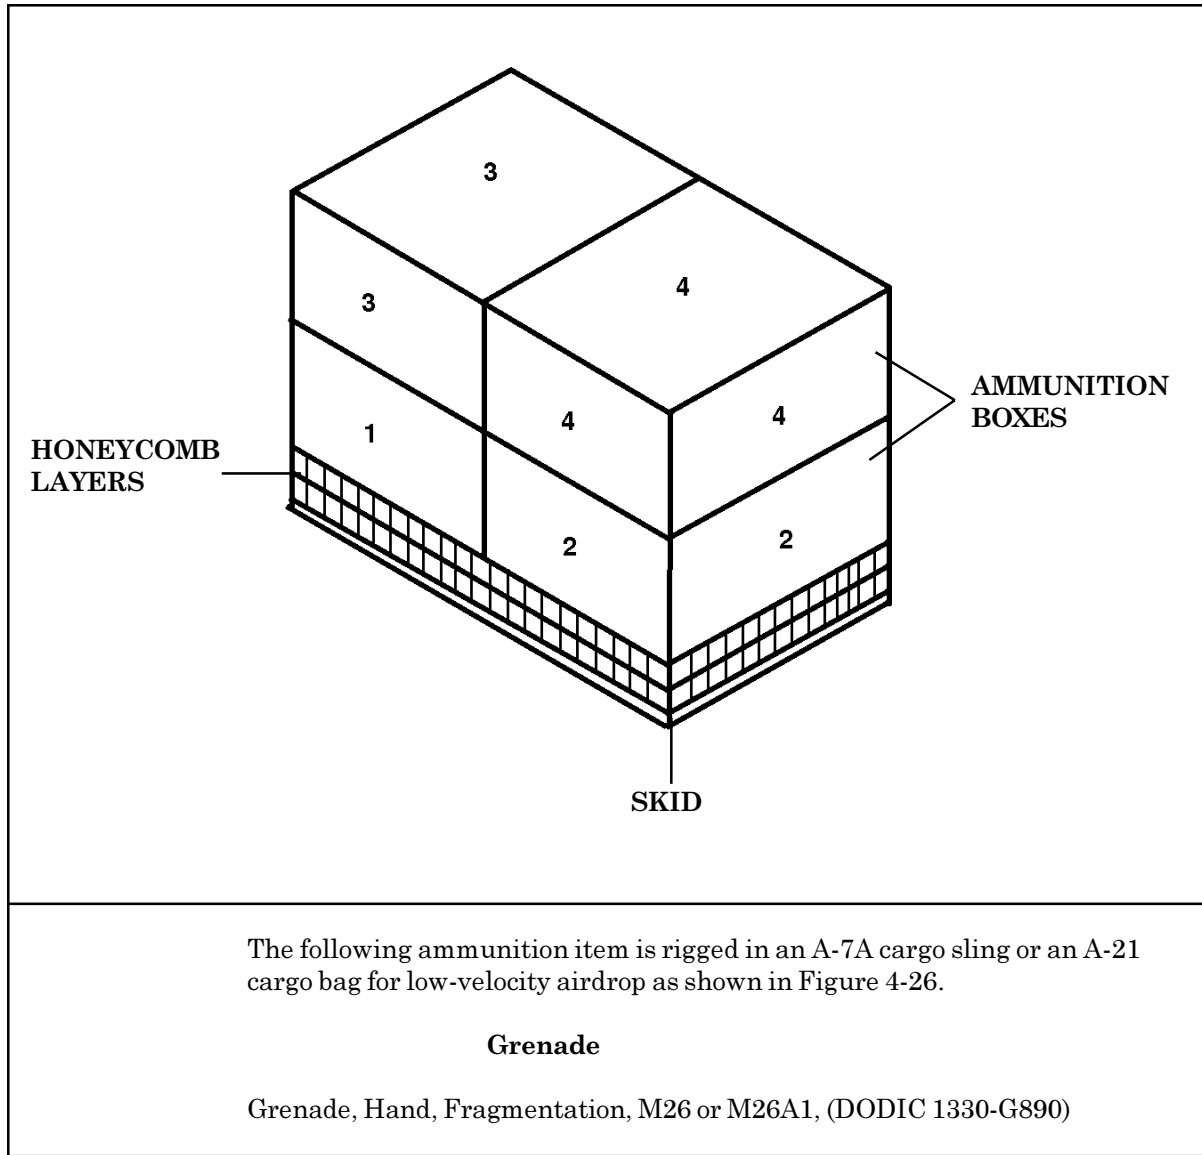 3
4
3
4
4
AMMUNITION
BOXES
1
HONEYCOMB
LAYERS
2
2
SKID
The following ammunition item is rigged in an A-7A cargo sling or an A-21
cargo bag for low-velocity airdrop as shown in Figure 4-26.
Grenade
Grenade, Hand, Fragmentation, M26 or M26A1, (DODIC 1330-G890)